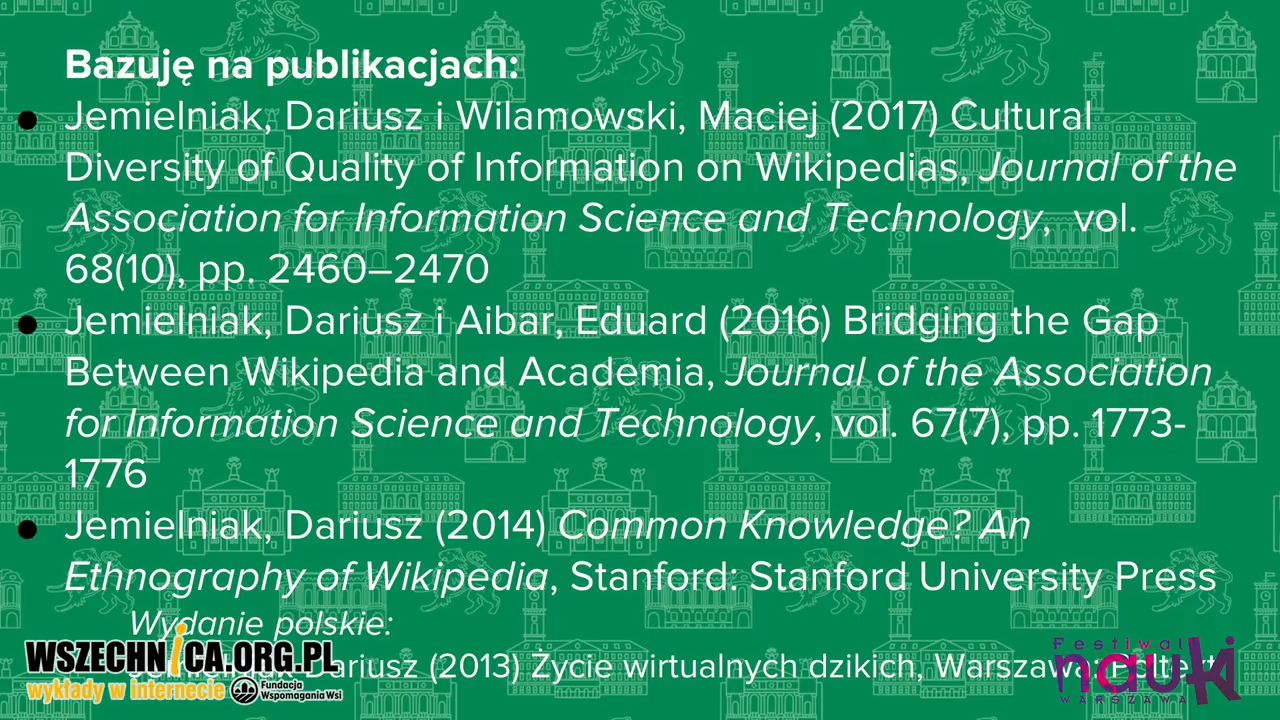 Bazuję na publikacjach:
Jemielniak, Dariusz i Wilamowski, Maciej (2017) Cultural
Diversity of Quality of Information on Wikipedias, Journal of the
Association for Information Science and Technology, vol.
68(10), pp. 2460–2470
Jemielniak, Dariusz i Aibar, Eduard (2016) Bridging the Gap
Between Wikipedia and Academia, Journal of the Association
for Information Science and Technology, vol. 67(7), pp. 1773-
1776
Jemielniak, Dariusz (2014) Common Knowledge? An
Ethnography of Wikipedia, Stanford: Stanford University Press
Wydanie polskie:
Dariusz (2013) Życie wirtualnych dzikich, Warszawa:
WSZECHNICA.ORG.PL
wykłady w Internecie
Fundacja
Wspomagania Wsi
Festiwal
nauki
WARSZAWA